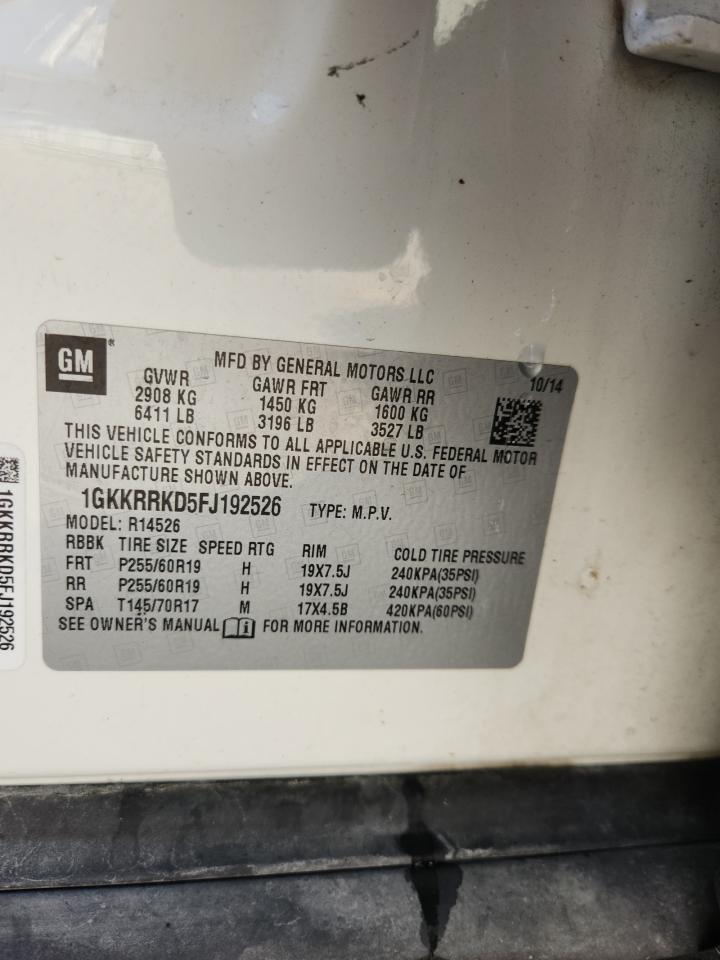 GM ®
MFD BY GENERAL MOTORS LLC
10/14
GVWR GAWR FRT GAWR RR
2908 KG 1450 KG 1600 KG
6411 LB 3196 LB 3527 LB
THIS VEHICLE CONFORMS TO ALL APPLICABLE U.S. FEDERAL MOTOR
VEHICLE SAFETY STANDARDS IN EFFECT ON THE DATE OF
MANUFACTURE SHOWN ABOVE.
1GKKRRKD5FJ192526 TYPE: M.P.V.
MODEL: R14526
RBBK TIRE SIZE SPEED RTG RIM COLD TIRE PRESSURE
FRT P255/60R19 H 19X7.5J 240KPA(35PSI)
RR P255/60R19 H 19X7.5J 240KPA(35PSI)
SPA T145/70R17 M 17X4.5B 420KPA(60PSI)
SEE OWNER'S MANUAL i FOR MORE INFORMATION.
1GKKRRKD5FJ192526